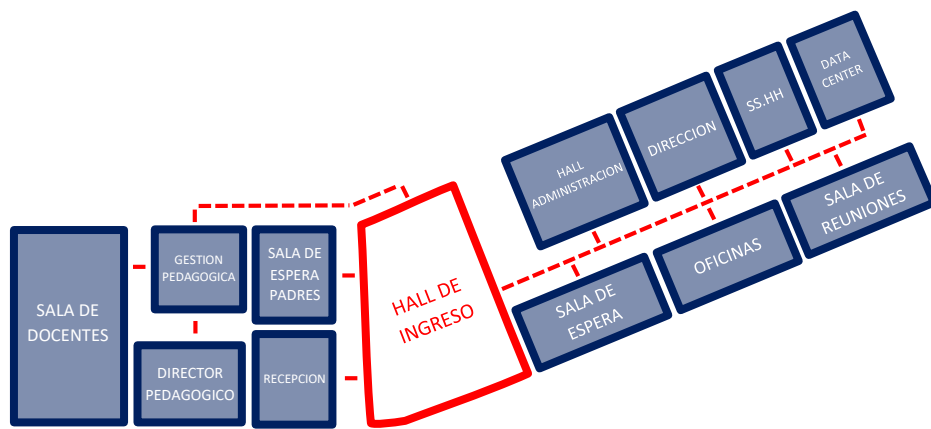 SALA DE
DOCENTES
GESTION
PEDAGOGICA
DIRECTOR
PEDAGOGICO
SALA DE
ESPERA
PADRES
RECEPCION
HALL DE
INGRESO
HALL
ADMINISTRACION
DIRECCION
SS.HH
DATA
CENTER
SALA DE
ESPERA
OFICINAS
SALA DE
REUNIONES